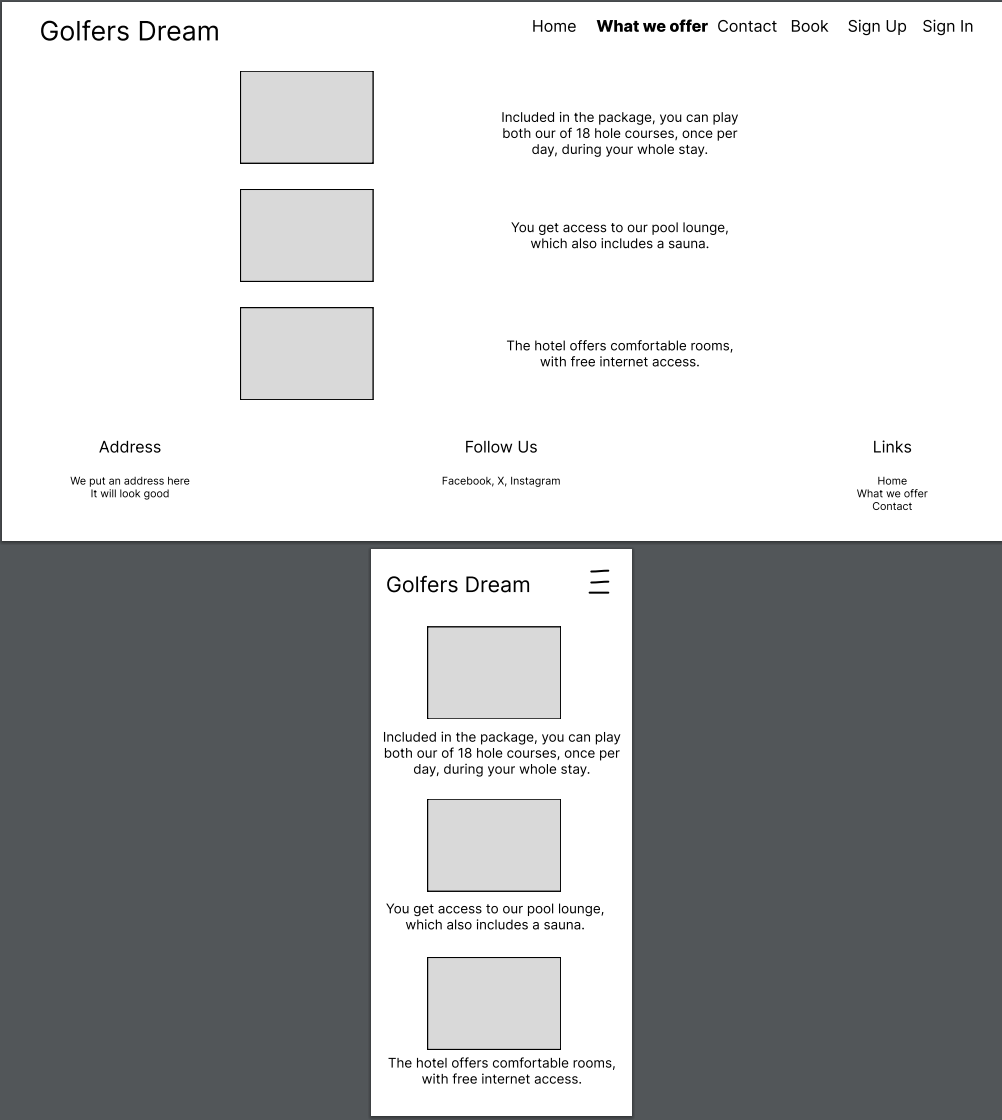 Golfers Dream
Home What we offer Contact Book Sign Up Sign In
Included in the package, you can play
both our of 18 hole courses, once per
day, during your whole stay.
You get access to our pool lounge,
which also includes a sauna.
The hotel offers comfortable rooms,
with free internet access.
Address
We put an address here
It will look good
Follow Us
Facebook, X, Instagram
Links
Home
What we offer
Contact
Golfers Dream
Included in the package, you can play
both our of 18 hole courses, once per
day, during your whole stay.
You get access to our pool lounge,
which also includes a sauna.
The hotel offers comfortable rooms,
with free internet access.